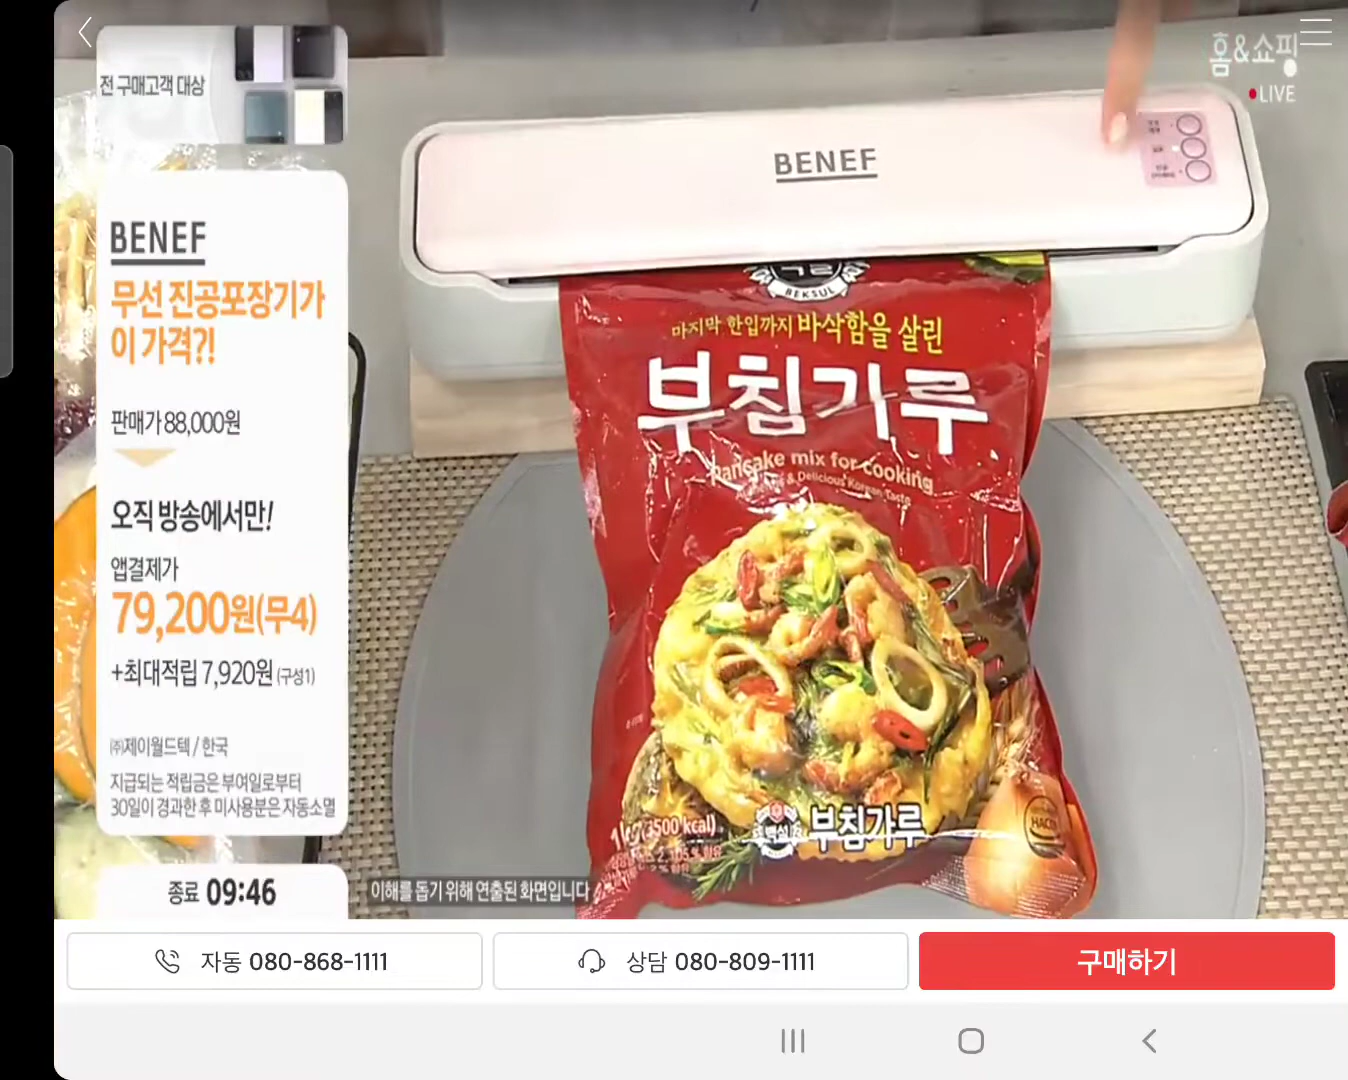 홈&쇼핑
LIVE
전 구매고객 대상
BENEF
무선 진공포장기가
이 가격?!
판매가 88,000원
오직 방송에서만!
앱결제가
79,200원(무4)
+최대적립 7,920원(구성1)
㈜제이월드텍 / 한국
지급되는 적립금은 부여일로부터
30일이 경과한 후 미사용분은 자동소멸
종료 09:46
BENEF
백설
BEKSUL
마지막 한입까지 바삭함을 살린
부침가루
Pancake mix for cooking
& Delicious Korean Taste
1kg(3500 kcal)
백설
부침가루
HACCP
이해를 돕기 위해 연출된 화면입니다
자동 080-868-1111
상담 080-809-1111
구매하기